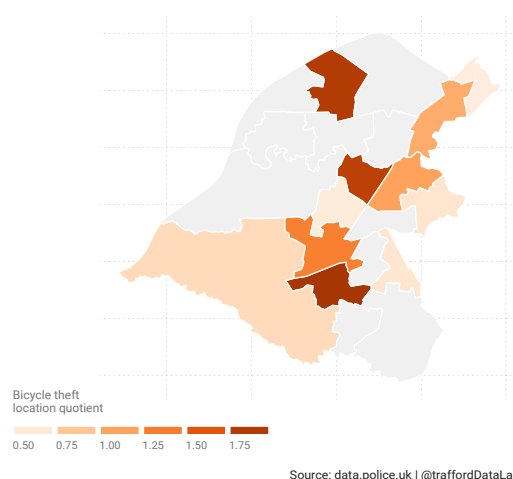 Bicycle theft
location quotient
0.50 0.75 1.00 1.25 1.50 1.75
Source: data.police.uk | @traffordDataLa